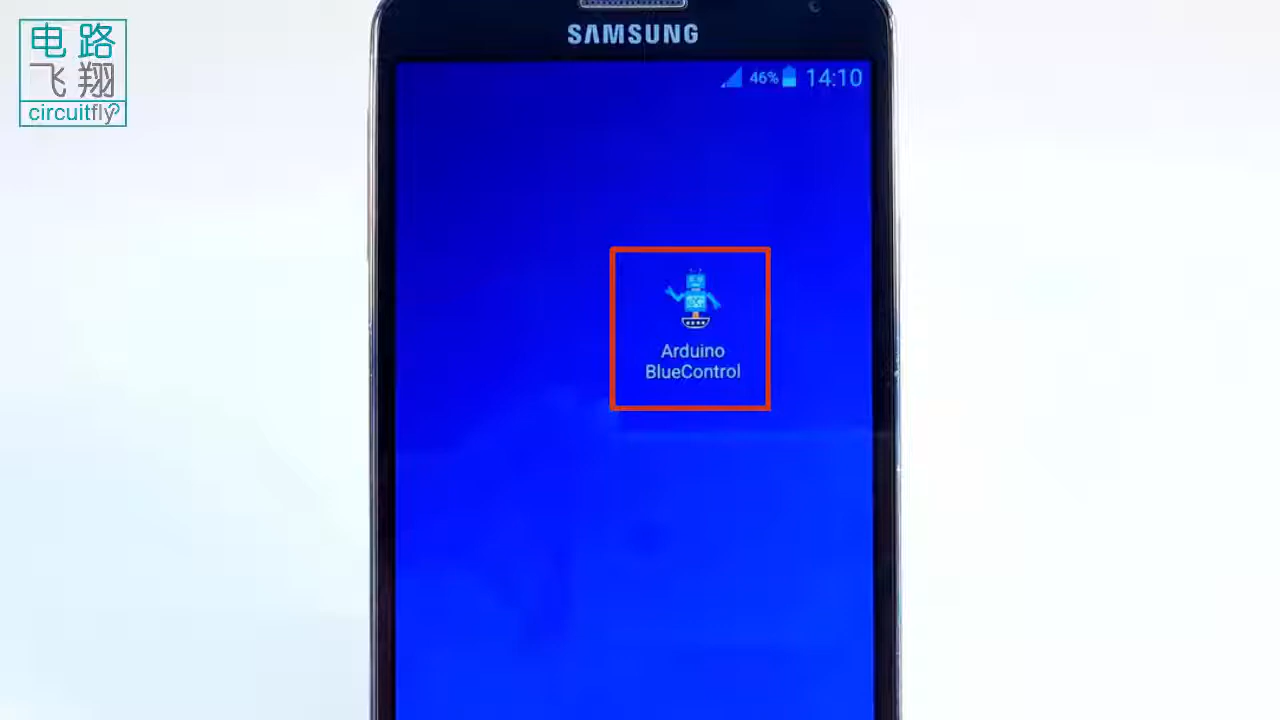 电路
飞翔
circuitfly
SAMSUNG
46% 14:10
Arduino
BlueControl